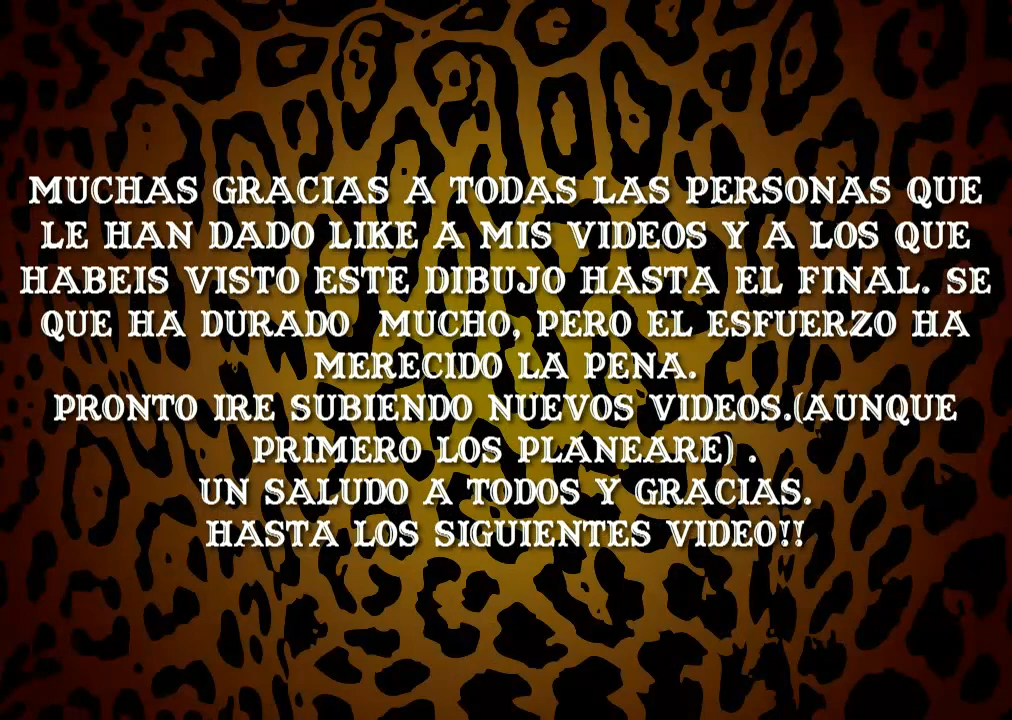 MUCHAS GRACIAS A TODAS LAS PERSONAS QUE
LE HAN DADO LIKE A MIS VIDEOS Y A LOS QUE
HABEIS VISTO ESTE DIBUJO HASTA EL FINAL. SE
QUE HA DURADO MUCHO, PERO EL ESFUERZO HA
MERECIDO LA PENA.
PRONTO IRE SUBIENDO NUEVOS VIDEOS.(AUNQUE
PRIMERO LOS PLANEARE) .
UN SALUDO A TODOS Y GRACIAS.
HASTA LOS SIGUIENTES VIDEO!!